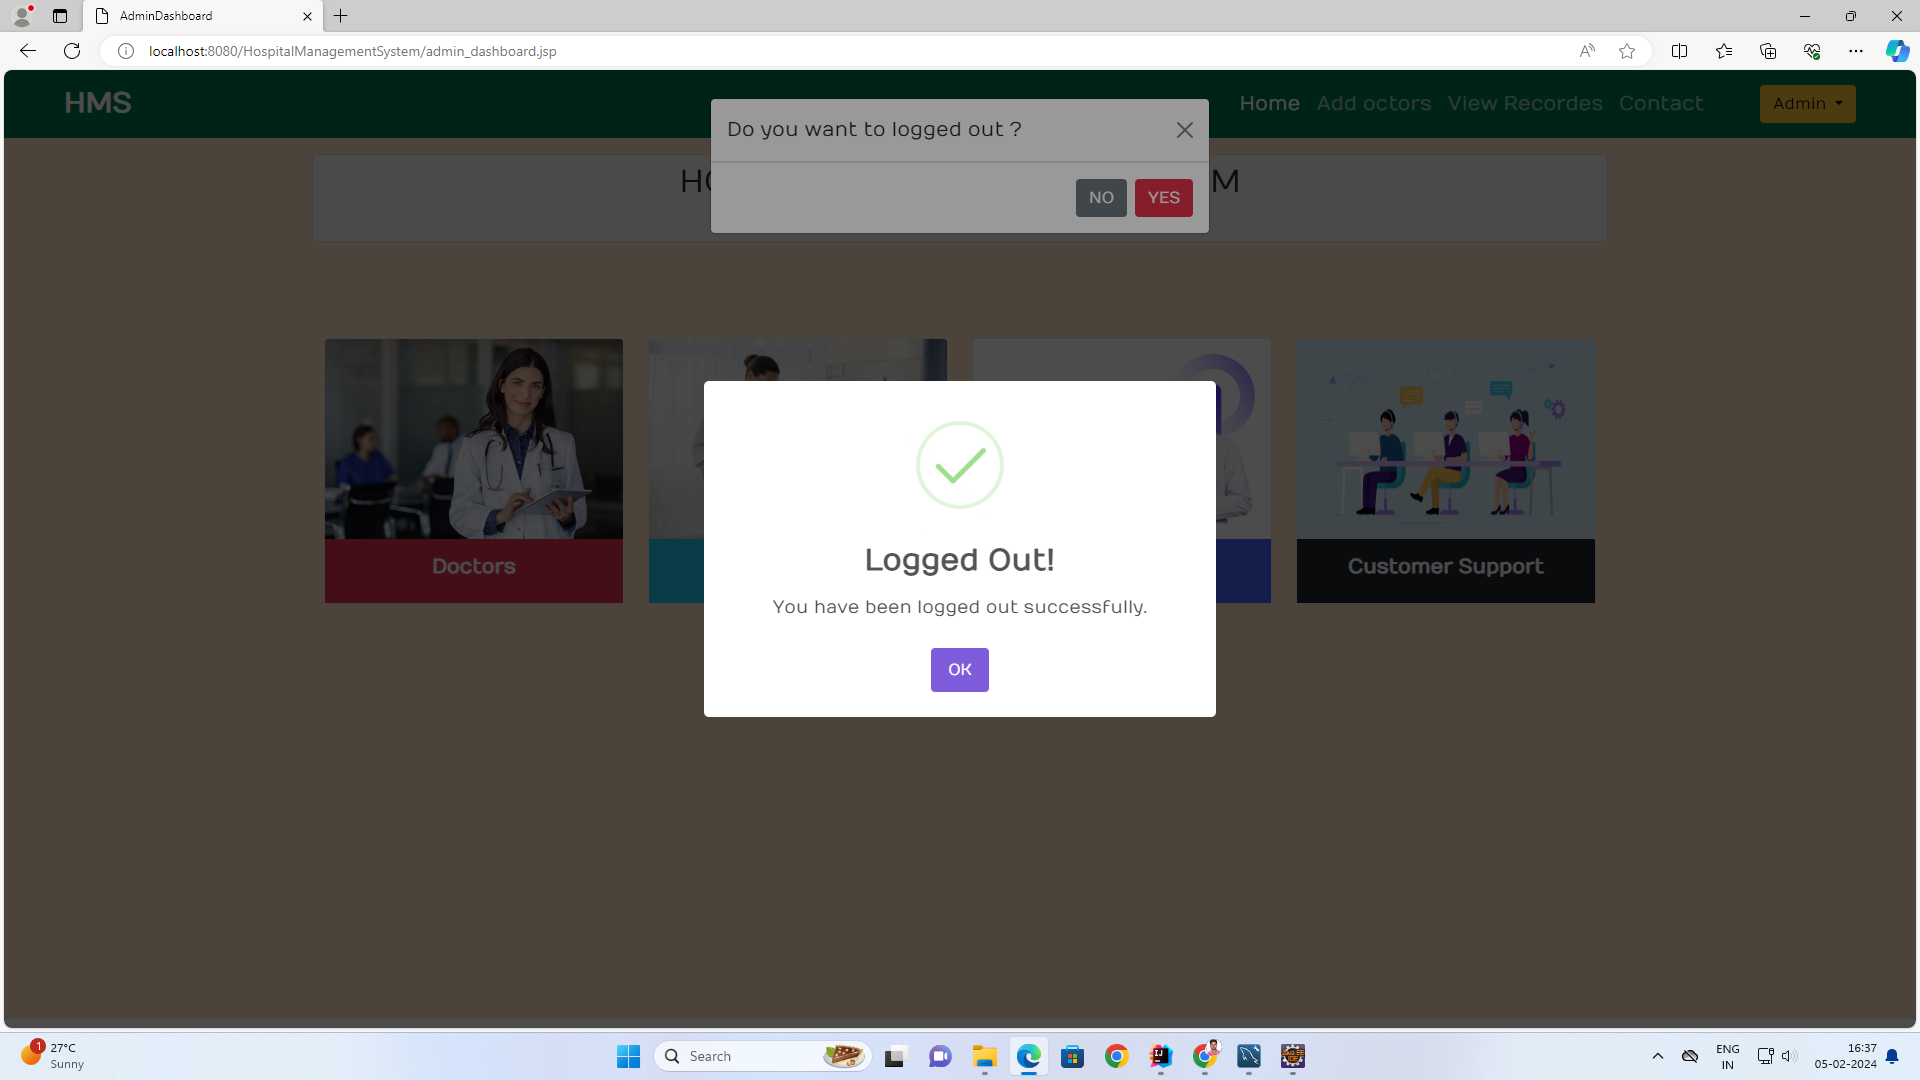 AdminDashboard
localhost:8080/HospitalManagementSystem/admin_dashboard.jsp
HMS
Home Add octors View Recordes Contact Admin
Do you want to logged out ?
NO YES
Logged Out!
You have been logged out successfully.
OK
Doctors
Customer Support
1
27°C
Sunny
Search
ENG
IN
16:37
05-02-2024